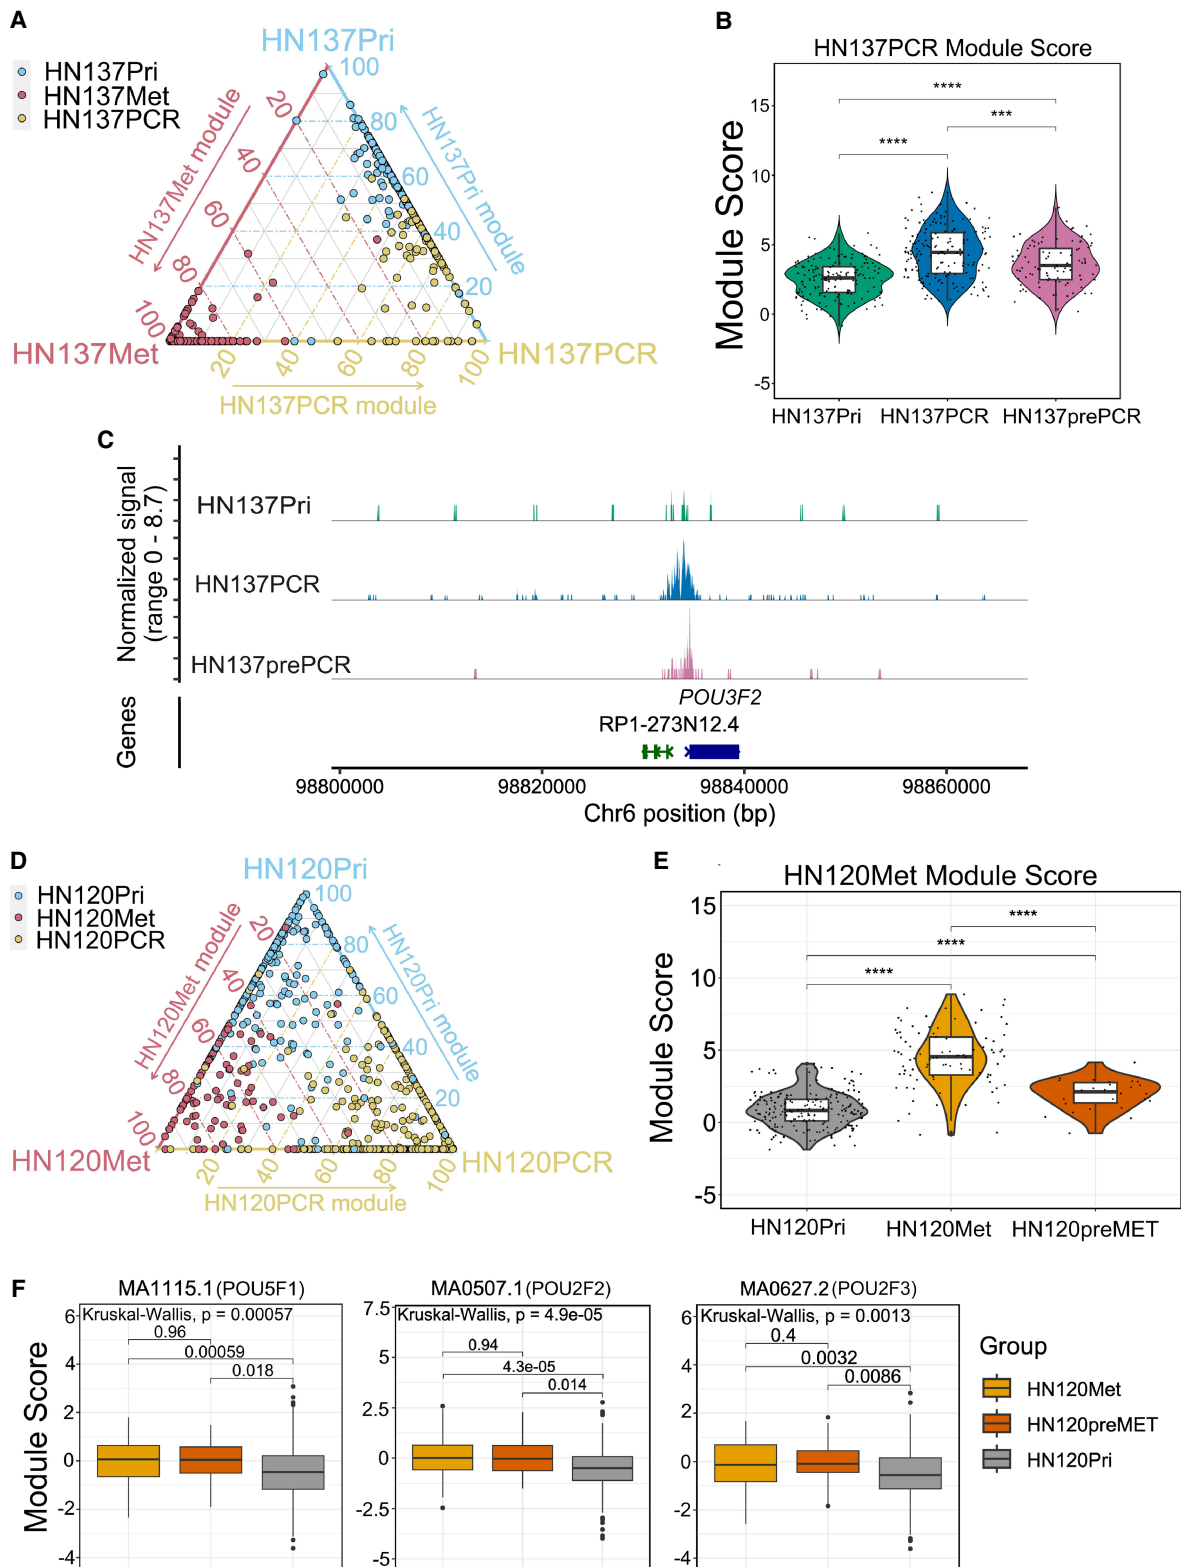 A
HN137Pri
HN137Pri
HN137Met
HN137PCR
100
80
60
40
20
HN137Pri module
20
40
60
80
100
HN137Met module
HN137Met
HN137PCR
20
40
60
80
100
HN137PCR module
B
HN137PCR Module Score
Module Score
15
10
5
0
-5
****
***
****
HN137Pri
HN137PCR
HN137prePCR
C
Normalized signal
(range 0 - 8.7)
HN137Pri
HN137PCR
HN137prePCR
Genes
POU3F2
RP1-273N12.4
98800000
98820000
98840000
98860000
Chr6 position (bp)
D
HN120Pri
HN120Pri
HN120Met
HN120PCR
100
80
60
40
20
HN120Pri module
20
40
60
80
100
HN120Met module
HN120Met
HN120PCR
20
40
60
80
100
HN120PCR module
E
HN120Met Module Score
Module Score
15
10
5
0
-5
****
****
****
HN120Pri
HN120Met
HN120preMET
F
Module Score
MA1115.1 (POU5F1)
Kruskal-Wallis, p = 0.00057
0.96
0.00059
0.018
6
4
2
0
-2
-4
MA0507.1 (POU2F2)
Kruskal-Wallis, p = 4.9e-05
0.94
4.3e-05
0.014
7.5
5
2.5
0
-2.5
-5
MA0627.2 (POU2F3)
Kruskal-Wallis, p = 0.0013
0.4
0.0032
0.0086
6
4
2
0
-2
-4
Group
HN120Met
HN120preMET
HN120Pri